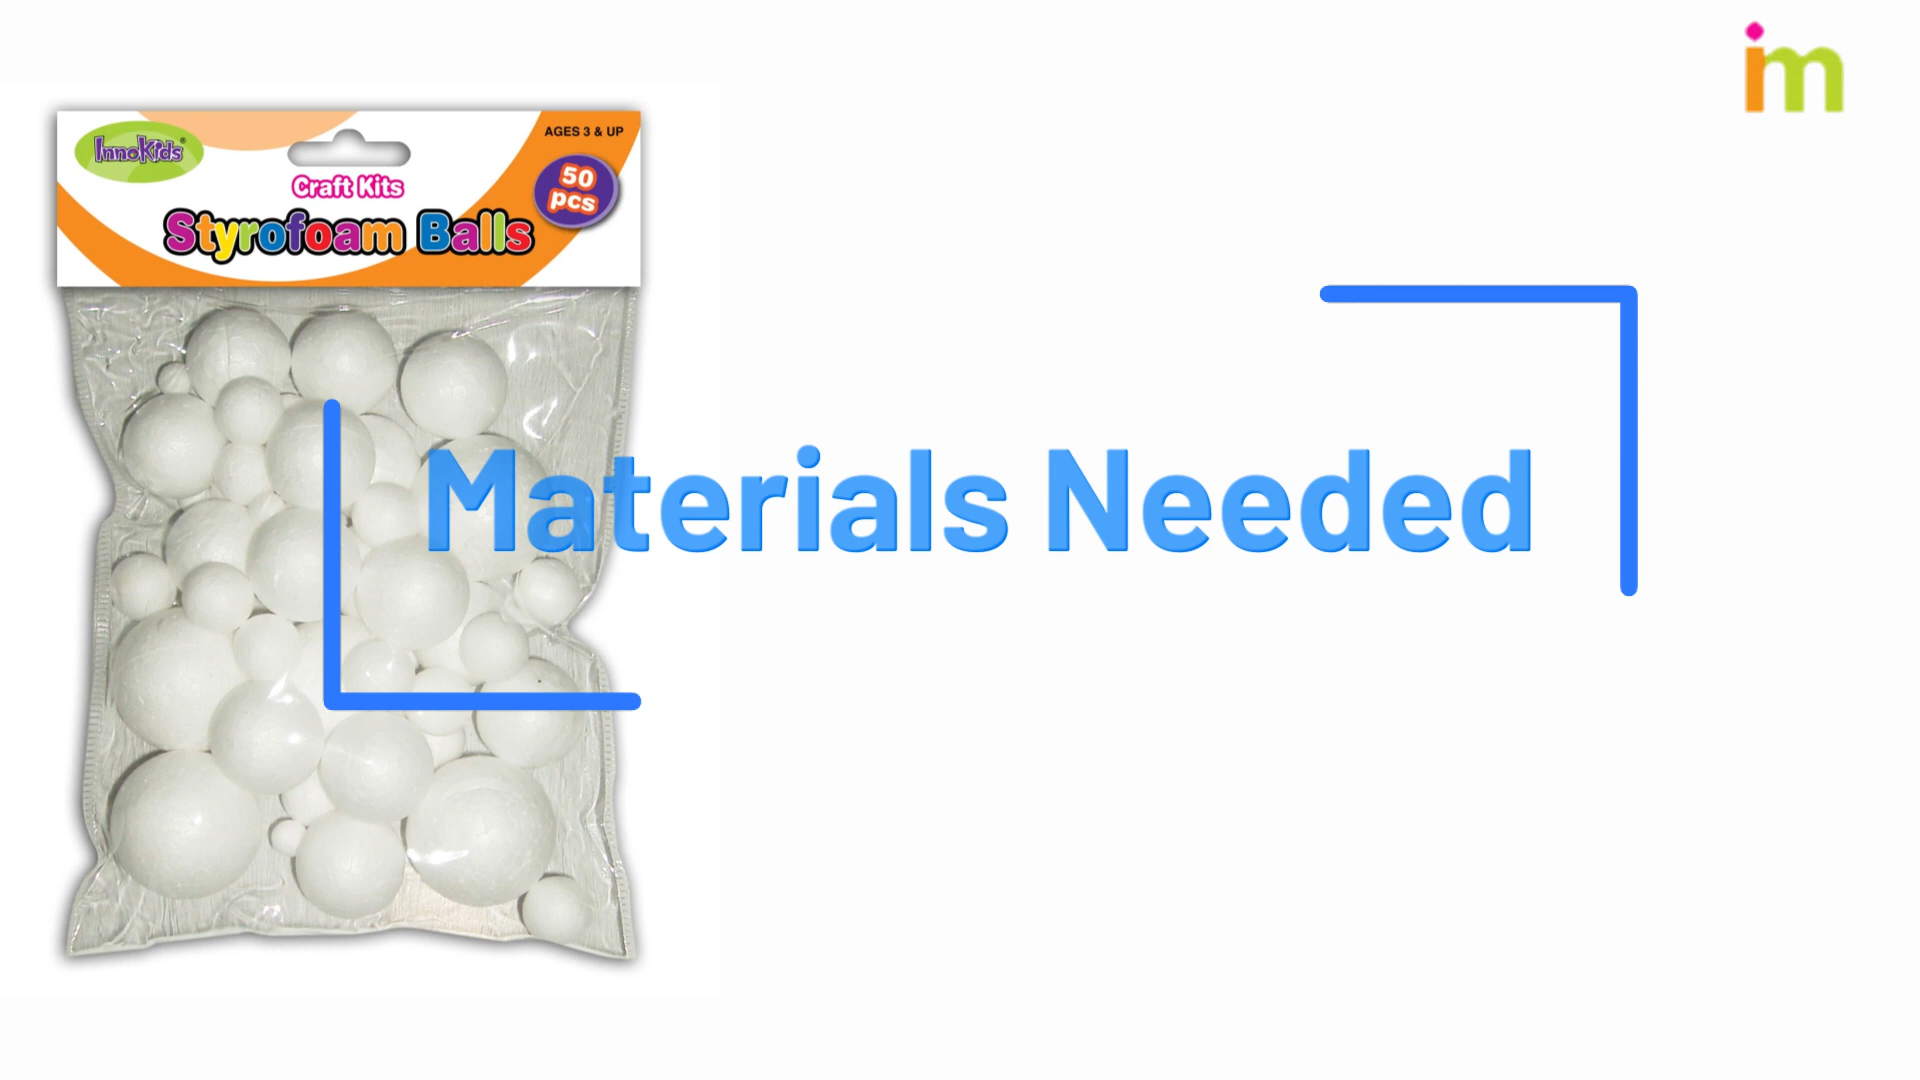 im
InnoKids®
AGES 3 & UP
50
pcs
Craft Kits
Styrofoam Balls
Materials Needed